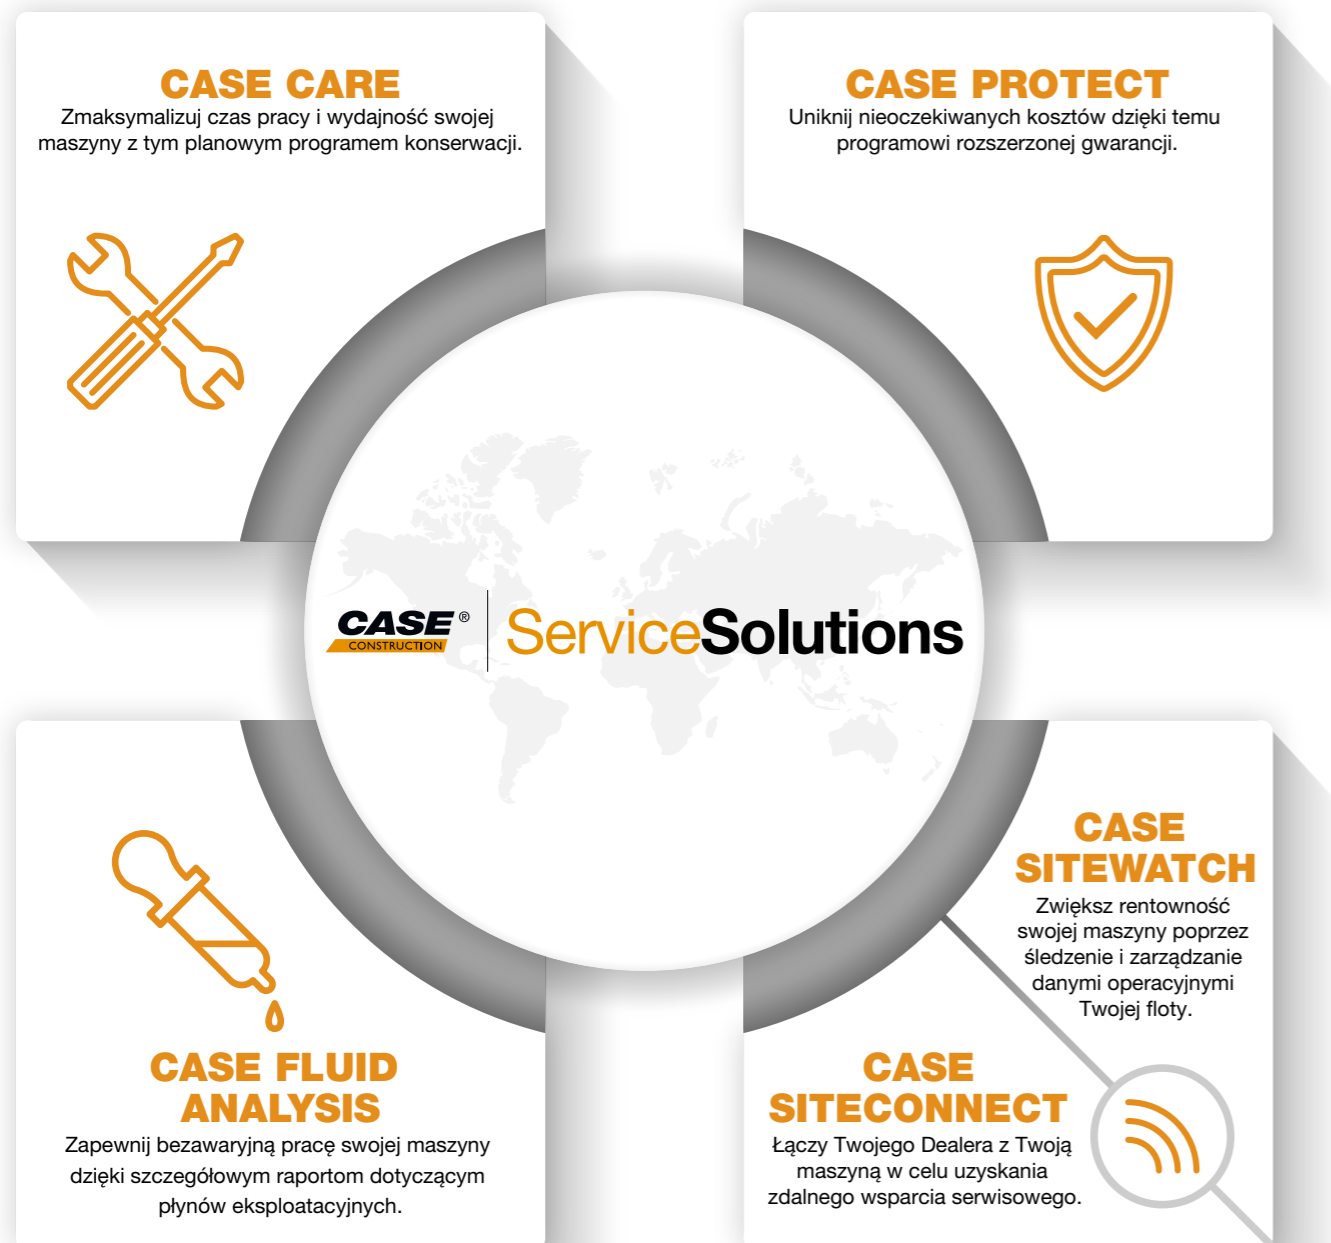 CASE CARE
Zmaksymalizuj czas pracy i wydajność swojej
maszyny z tym planowym programem konserwacji.
CASE PROTECT
Uniknij nieoczekiwanych kosztów dzięki temu
programowi rozszerzonej gwarancji.
CASE ®
CONSTRUCTION
ServiceSolutions
CASE FLUID
ANALYSIS
Zapewnij bezawaryjną pracę swojej maszyny
dzięki szczegółowym raportom dotyczącym
płynów eksploatacyjnych.
CASE
SITEWATCH
Zwiększ rentowność
swojej maszyny poprzez
śledzenie i zarządzanie
danymi operacyjnymi
Twojej floty.
CASE
SITECONNECT
Łączy Twojego Dealera z Twoją
maszyną w celu uzyskania
zdalnego wsparcia serwisowego.